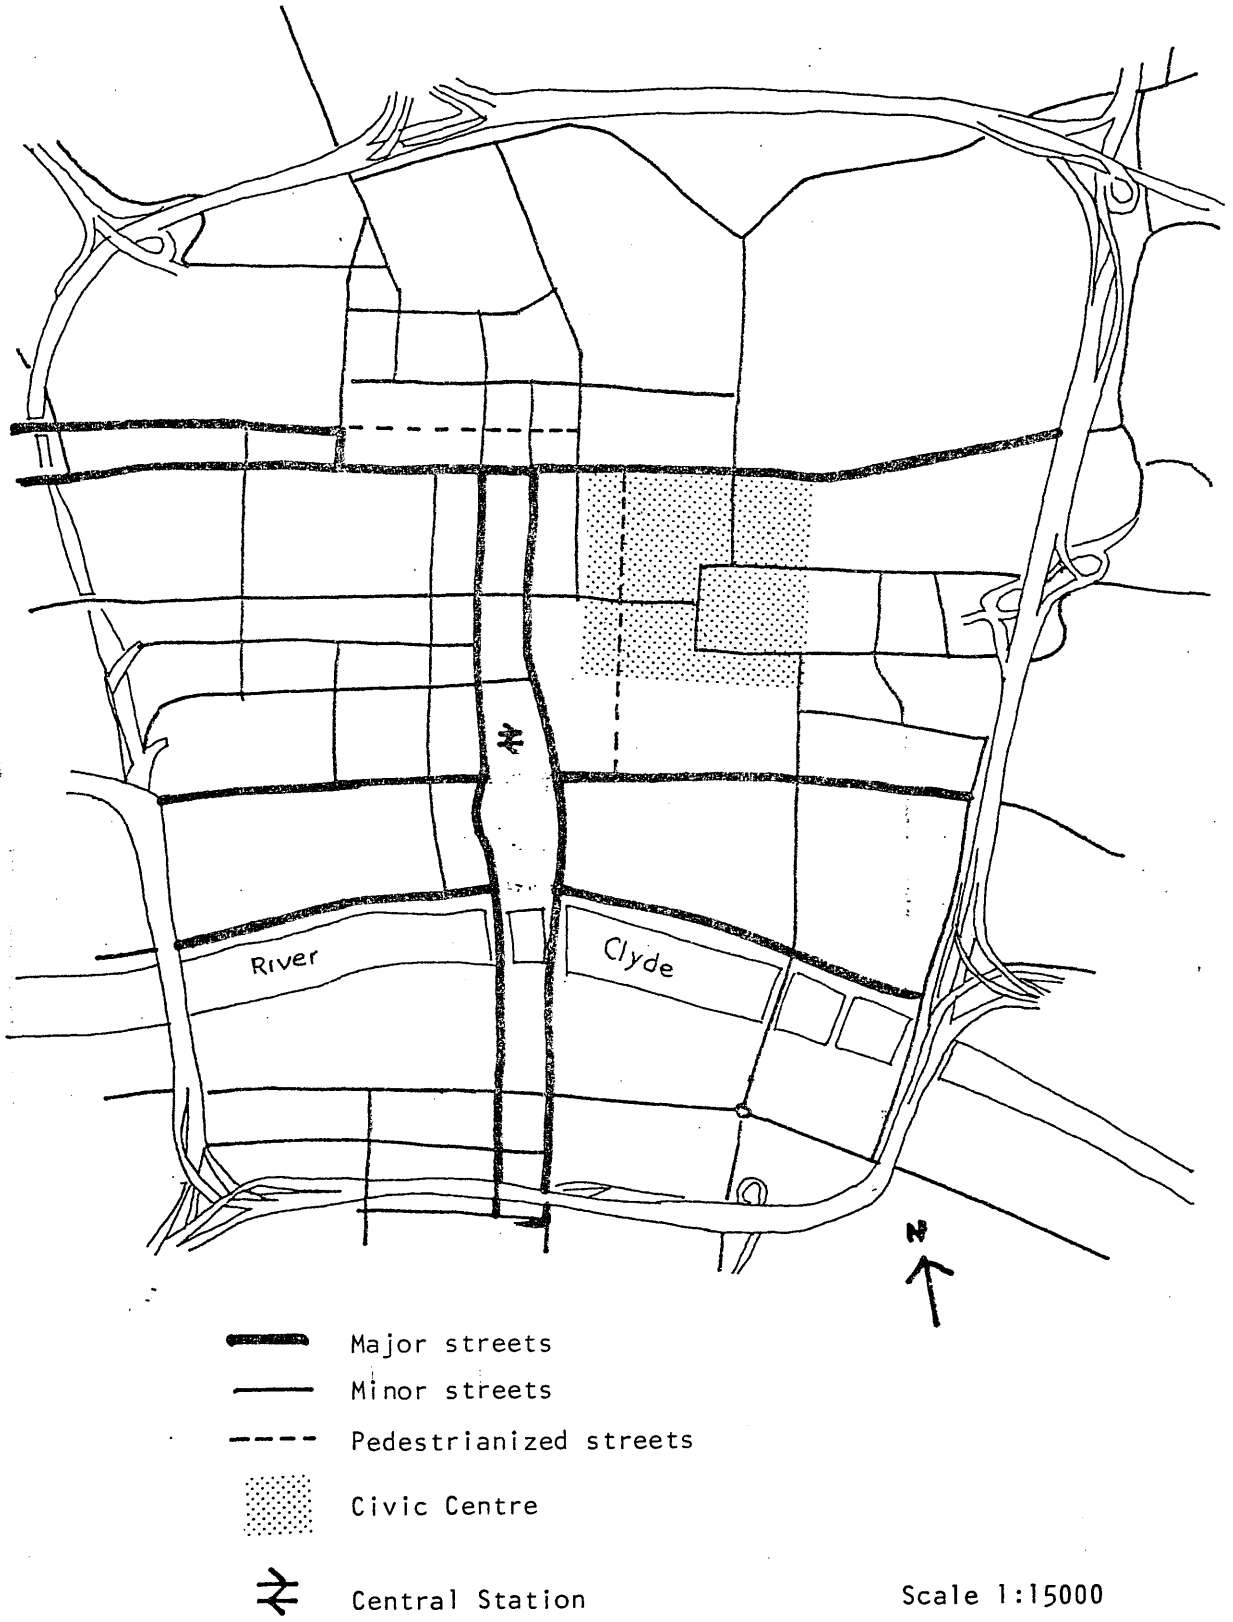 River
Clyde
N
Major streets
Minor streets
Pedestrianized streets
Civic Centre
Central Station
Scale 1:15000